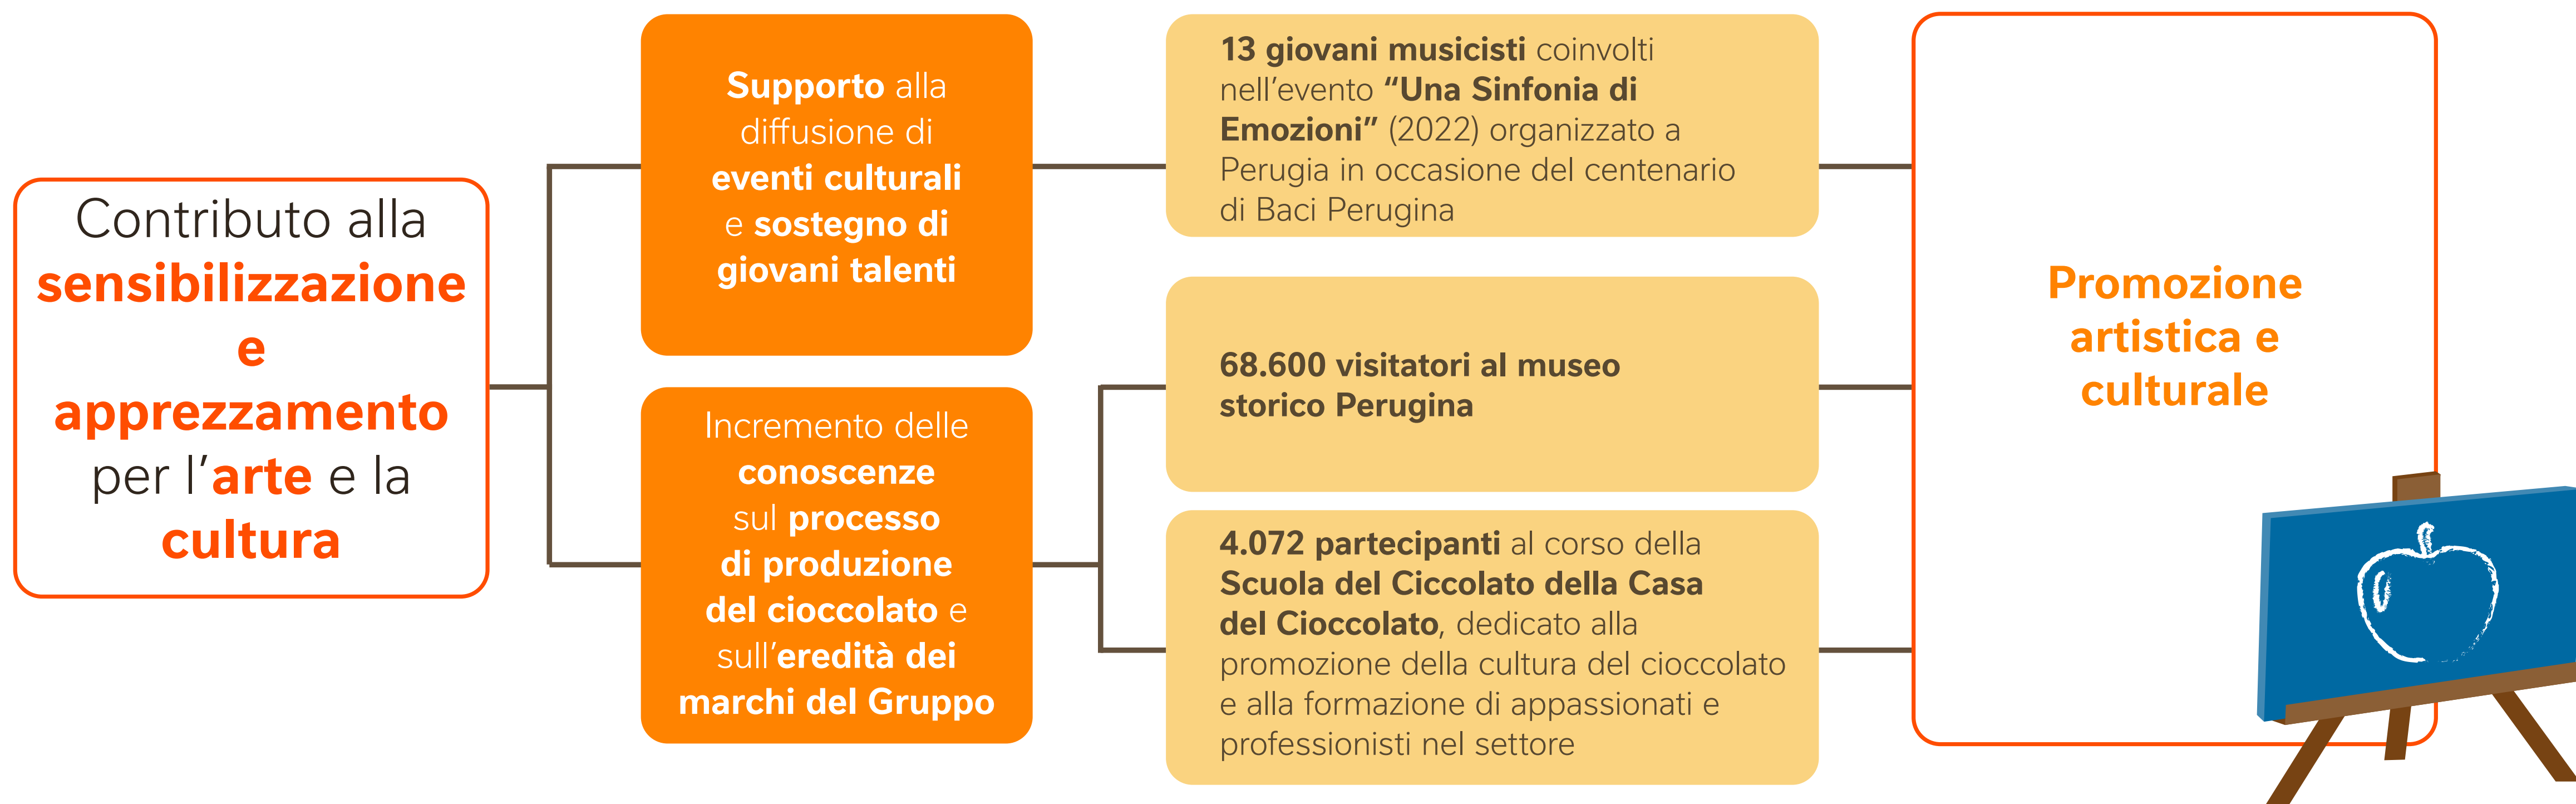 Contributo alla
sensibilizzazione
e
apprezzamento
per l’arte e la
cultura
Supporto alla
diffusione di
eventi culturali
e sostegno di
giovani talenti
Incremento delle
conoscenze
sul processo
di produzione
del cioccolato e
sull’eredità dei
marchi del Gruppo
13 giovani musicisti coinvolti
nell’evento “Una Sinfonia di
Emozioni” (2022) organizzato a
Perugia in occasione del centenario
di Baci Perugina
68.600 visitatori al museo
storico Perugina
4.072 partecipanti al corso della
Scuola del Ciccolato della Casa
del Cioccolato, dedicato alla
promozione della cultura del cioccolato
e alla formazione di appassionati e
professionisti nel settore
Promozione
artistica e
culturale